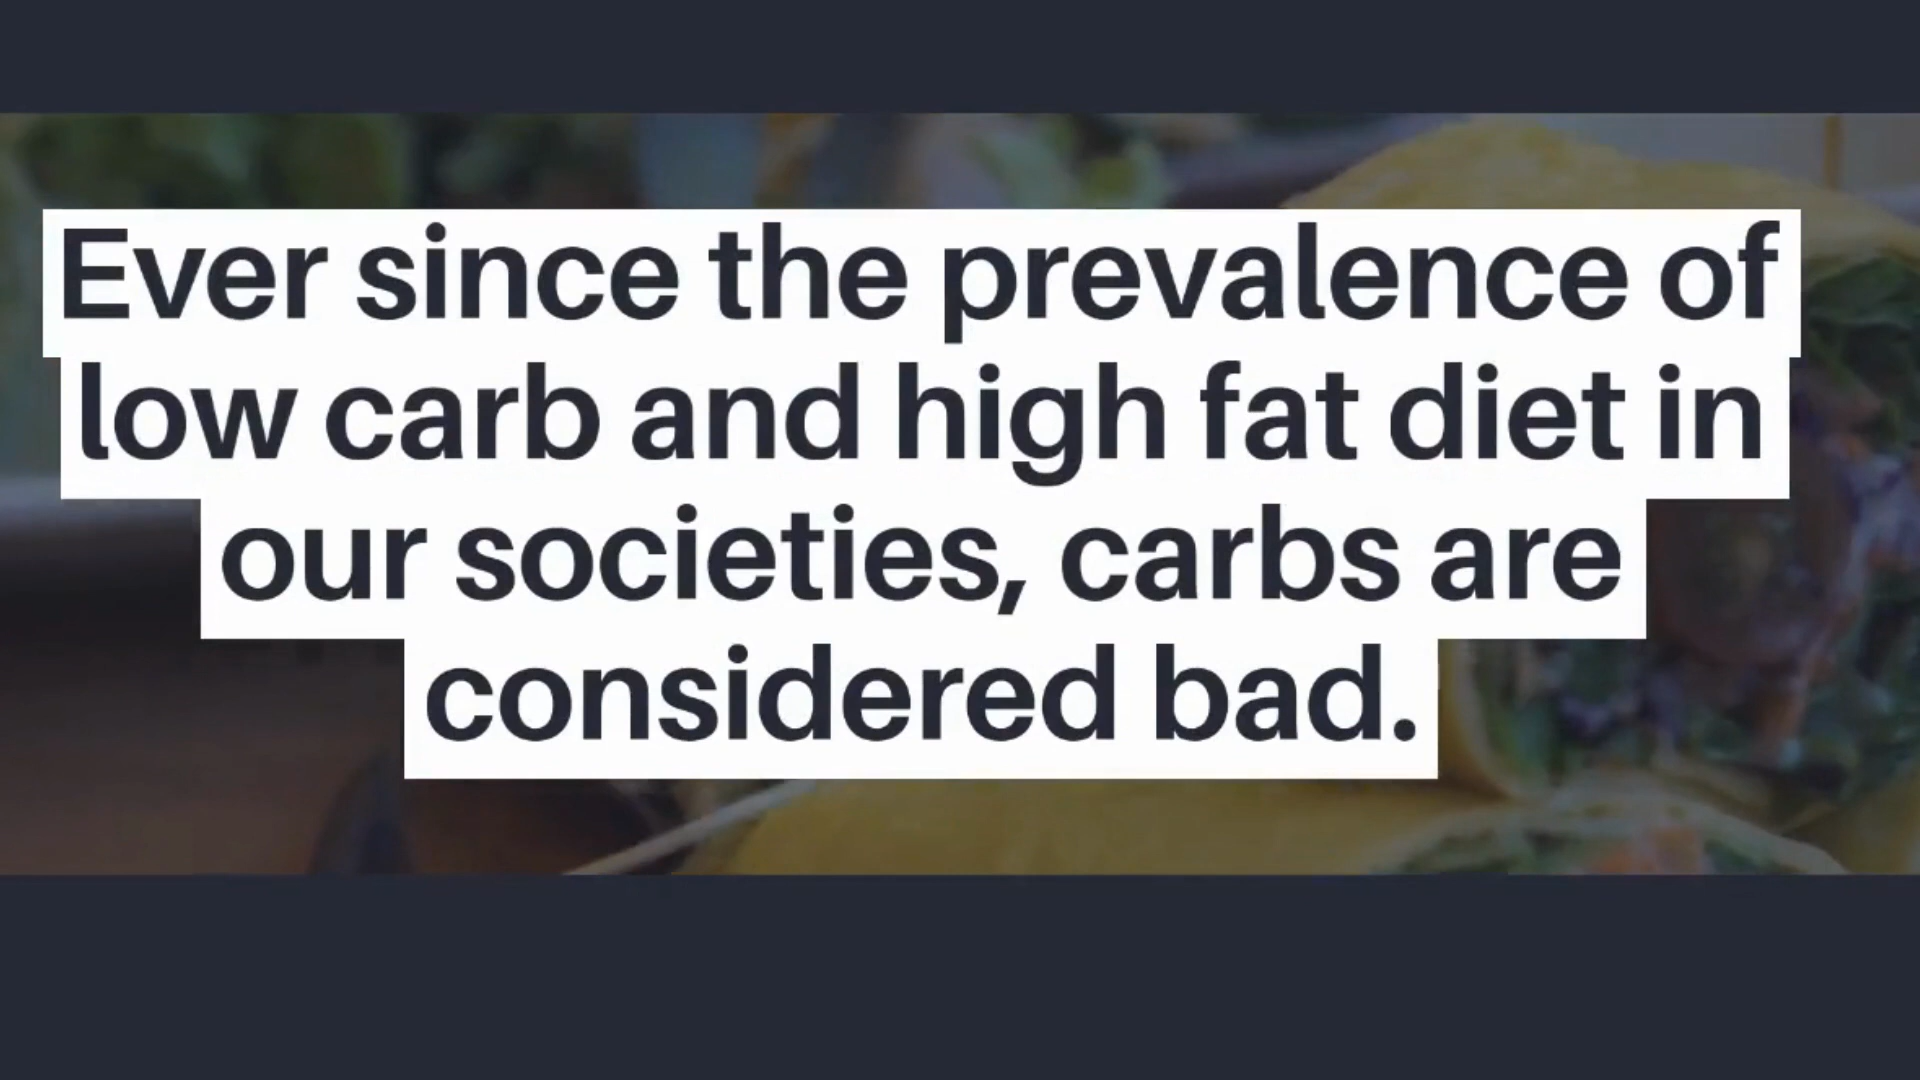 Ever since the prevalence of
low carb and high fat diet in
our societies, carbs are
considered bad.